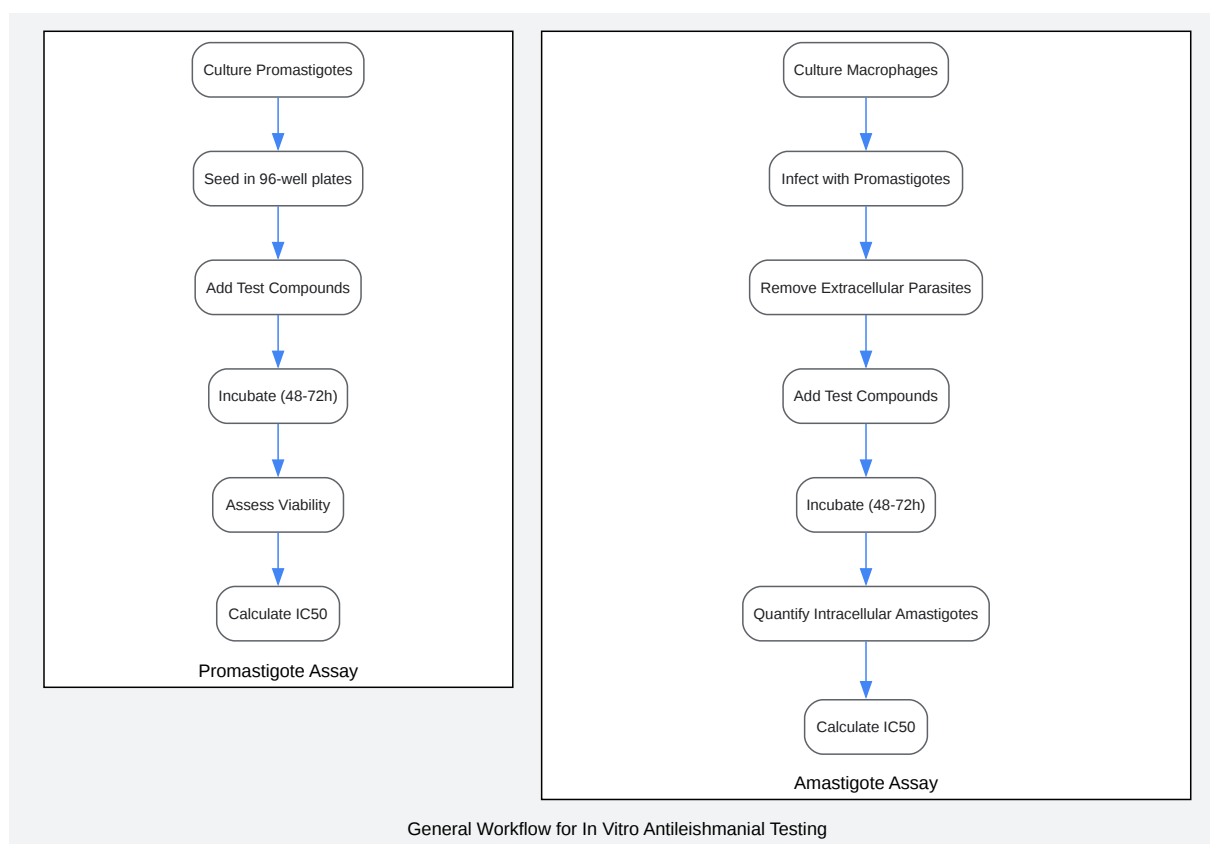 Culture Promastigotes
Seed in 96-well plates
Add Test Compounds
Incubate (48-72h)
Assess Viability
Calculate IC50
Promastigote Assay
Culture Macrophages
Infect with Promastigotes
Remove Extracellular Parasites
Add Test Compounds
Incubate (48-72h)
Quantify Intracellular Amastigotes
Calculate IC50
Amastigote Assay
General Workflow for In Vitro Antileishmanial Testing